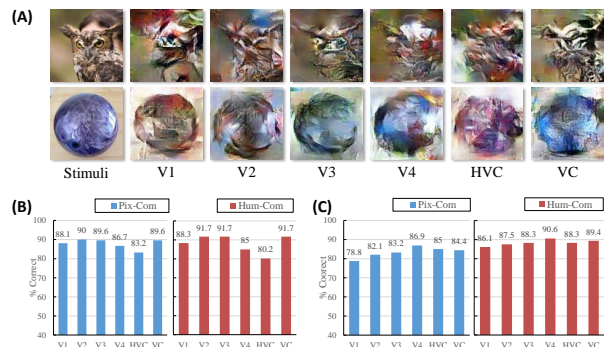 (A)
Stimuli V1 V2 V3 V4 HVC VC
(B) Pix-Com Hum-Com
% Correct
100
90
80
70
60
50
40
88.1 90 89.6 86.7 83.2 89.6
V1 V2 V3 V4 HVC VC
88.3 91.7 91.7 85 80.2 91.7
V1 V2 V3 V4 HVC VC
(C) Pix-Com Hum-Com
% Coorect
100
90
80
70
60
50
40
78.8 82.1 83.2 86.9 85 84.4
V1 V2 V3 V4 HVC VC
86.1 87.5 88.3 90.6 88.3 89.4
V1 V2 V3 V4 HVC VC